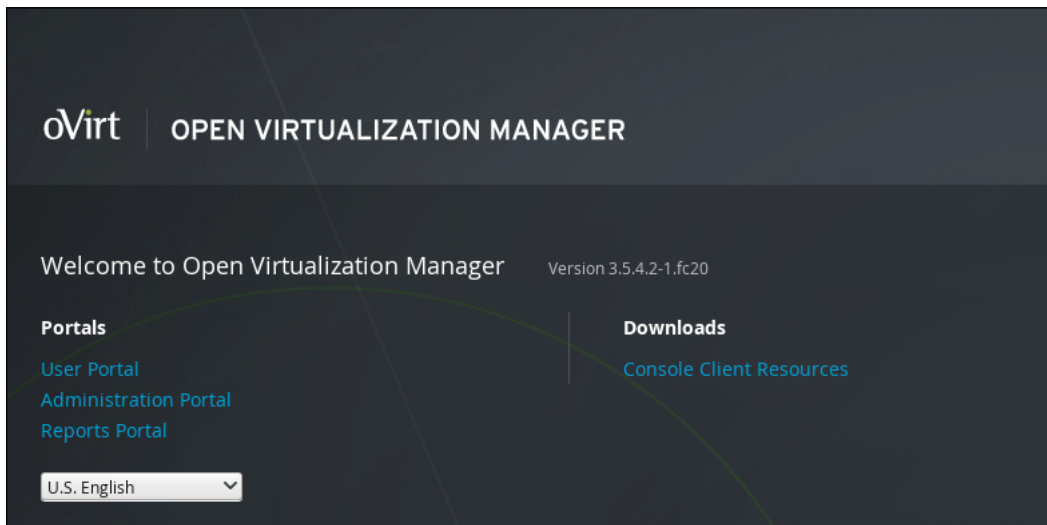 oVirt OPEN VIRTUALIZATION MANAGER
Welcome to Open Virtualization Manager Version 3.5.4.2-1.fc20
Portals
User Portal
Administration Portal
Reports Portal
Downloads
Console Client Resources
U.S. English